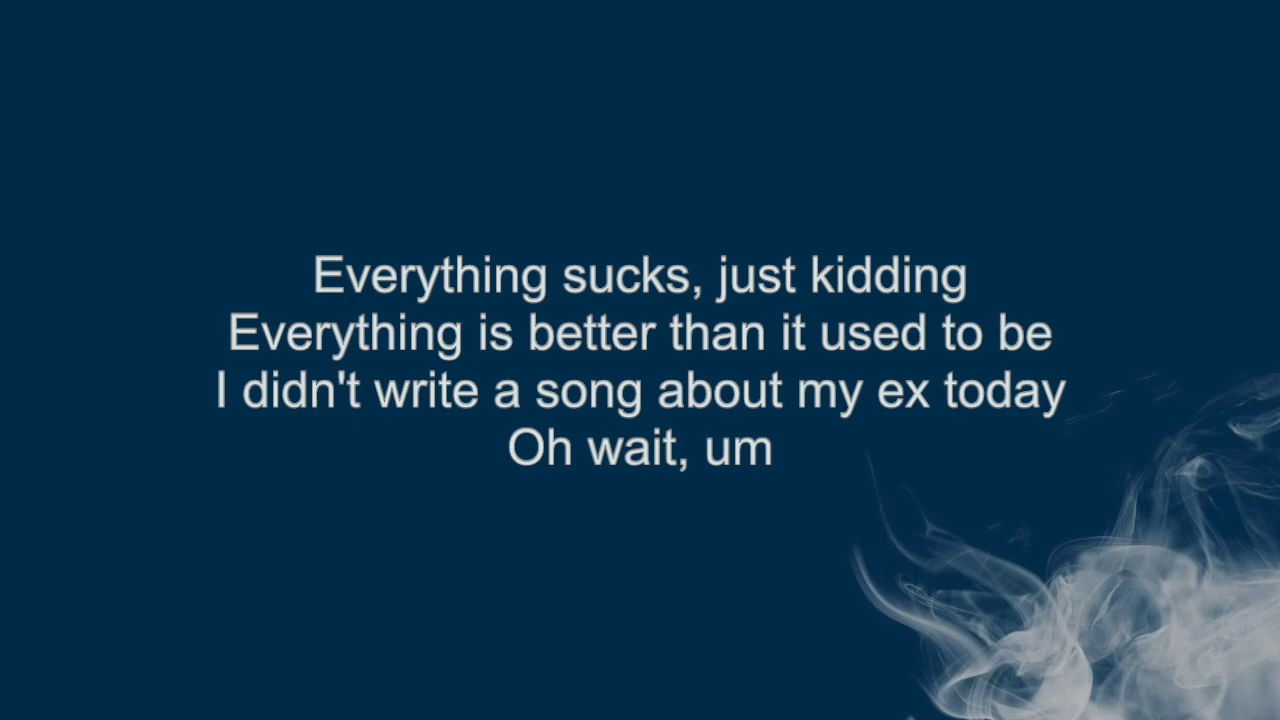 Everything sucks, just kidding
Everything is better than it used to be
I didn't write a song about my ex today
Oh wait, um